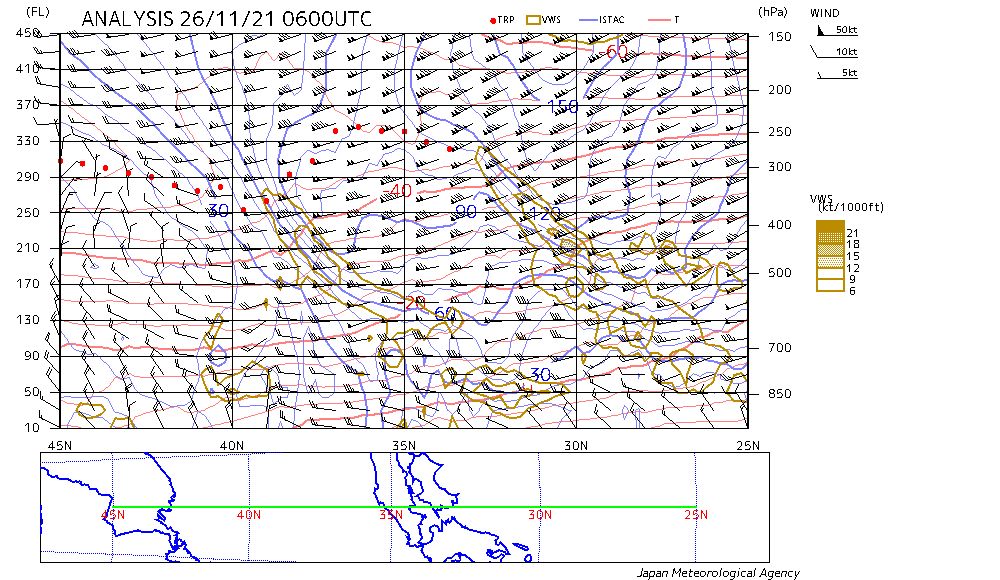 (FL) ANALYSIS 26/11/21 0600UTC TRP VWS ISTAC T (hPa) WIND
450 150 50kt
410 10kt
5kt
370 200
330 250
290 300
250 400
210 500
170
130
90 700
50 850
10
-60
150
-40
30 90 120
-20 60
30
VWS
(kt/1000ft)
21
18
15
12
9
6
45N 40N 35N 30N 25N
45N 40N 35N 30N 25N
Japan Meteorological Agency